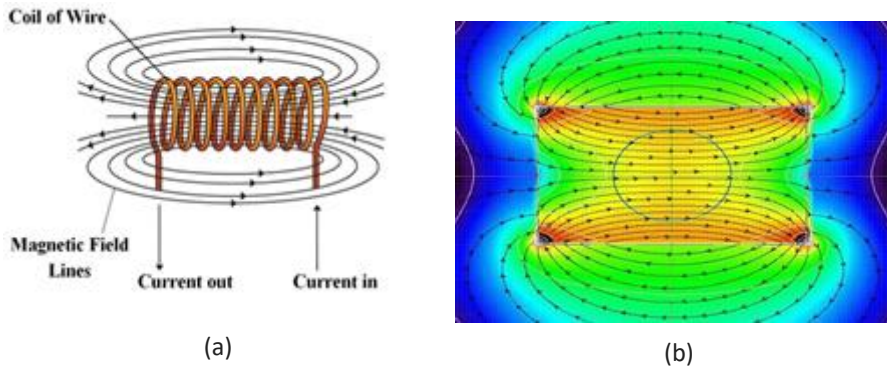 Coil of Wire
Magnetic Field
Lines
Current out
Current in
(a)
(b)